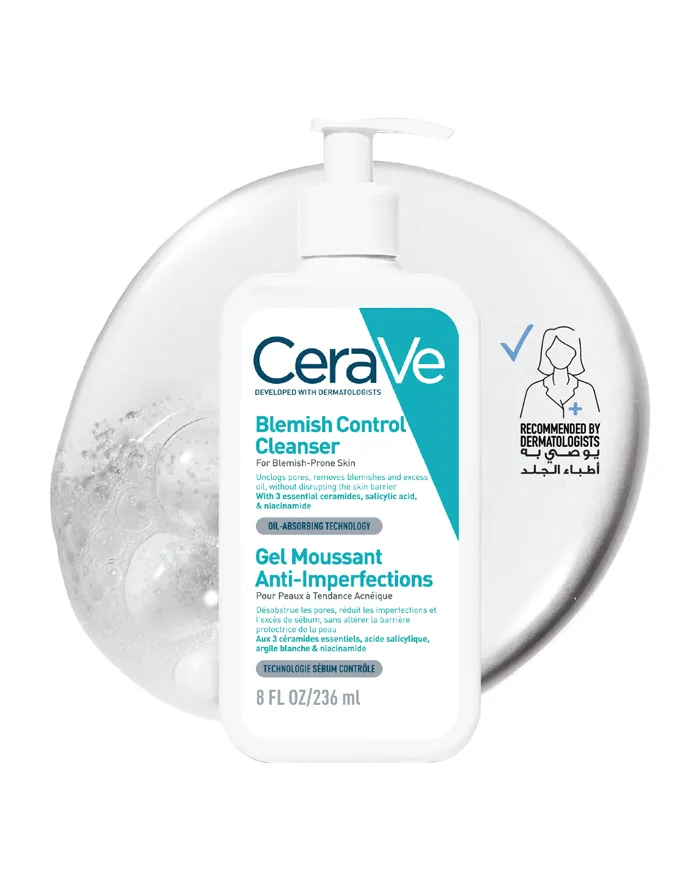 CeraVe
DEVELOPED WITH DERMATOLOGISTS
Blemish Control
Cleanser
For Blemish-Prone Skin
Unclogs pores, removes blemishes and excess
oil, without disrupting the skin barrier
With 3 essential ceramides, salicylic acid,
& niacinamide
OIL-ABSORBING TECHNOLOGY
Gel Moussant
Anti-Imperfections
Pour Peaux à Tendance Acnéique
Désobstrue les pores, réduit les imperfections et
l'excès de sébum, sans altérer la barrière
protectrice de la peau
Aux 3 céramides essentiels, acide salicylique,
argile blanche & niacinamide
TECHNOLOGIE SÉBUM CONTRÔLE
8 FL OZ/236 ml
RECOMMENDED BY
DERMATOLOGISTS
يوصي به
أطباء الجلد